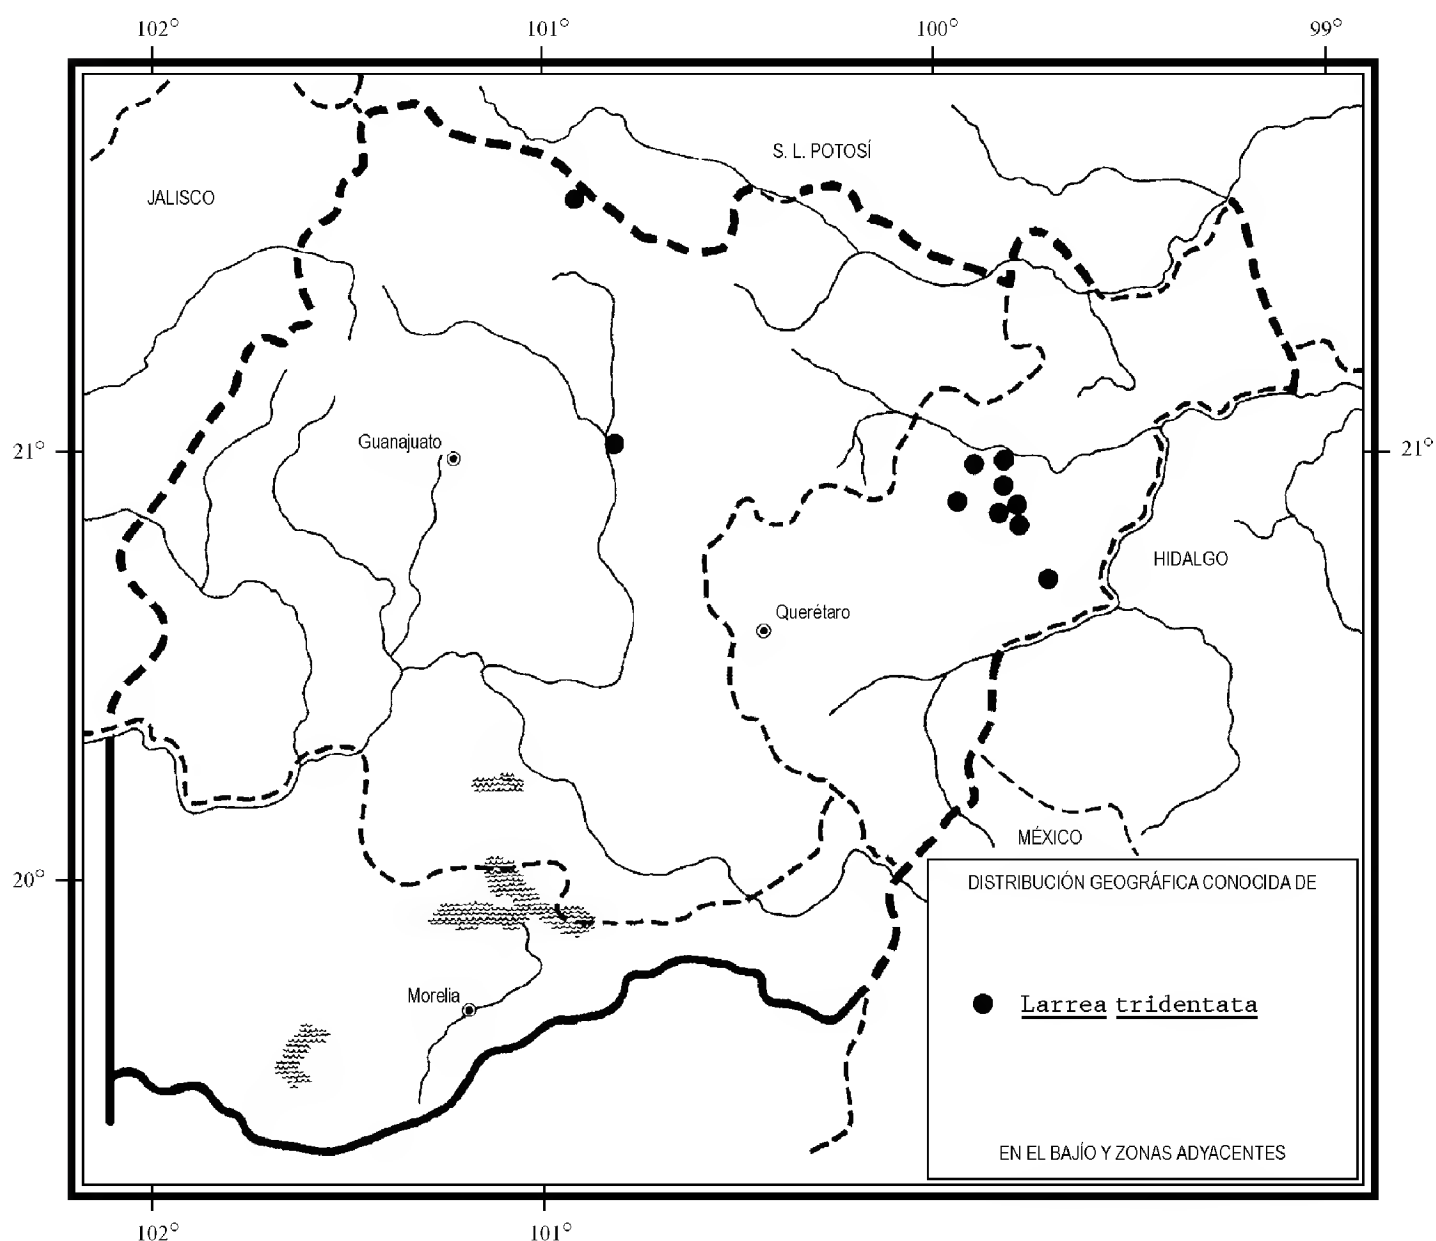 102° 101° 100° 99°
S. L. POTOSÍ
JALISCO
Guanajuato
21° 21°
HIDALGO
Querétaro
MÉXICO
20°
DISTRIBUCIÓN GEOGRÁFICA CONOCIDA DE
Morelia
Larrea tridentata
EN EL BAJÍO Y ZONAS ADYACENTES
102° 101°